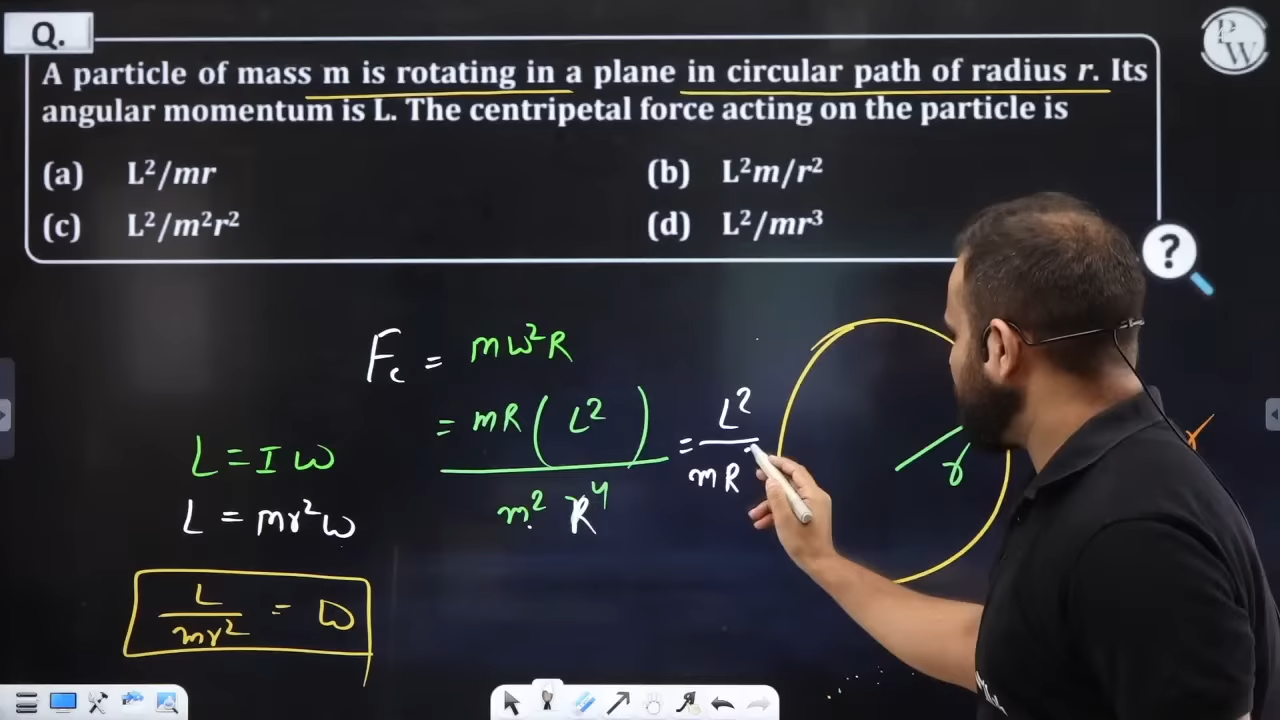 Q.
PW
A particle of mass m is rotating in a plane in circular path of radius r. Its
angular momentum is L. The centripetal force acting on the particle is
(a) L²/mr
(b) L²m/r²
(c) L²/m²r²
(d) L²/mr³
?
F_c = mω²R
= mR(L²)
m² R⁴
= L²
mR
L = Iω
L = mr²ω
L/mr² = ω
r